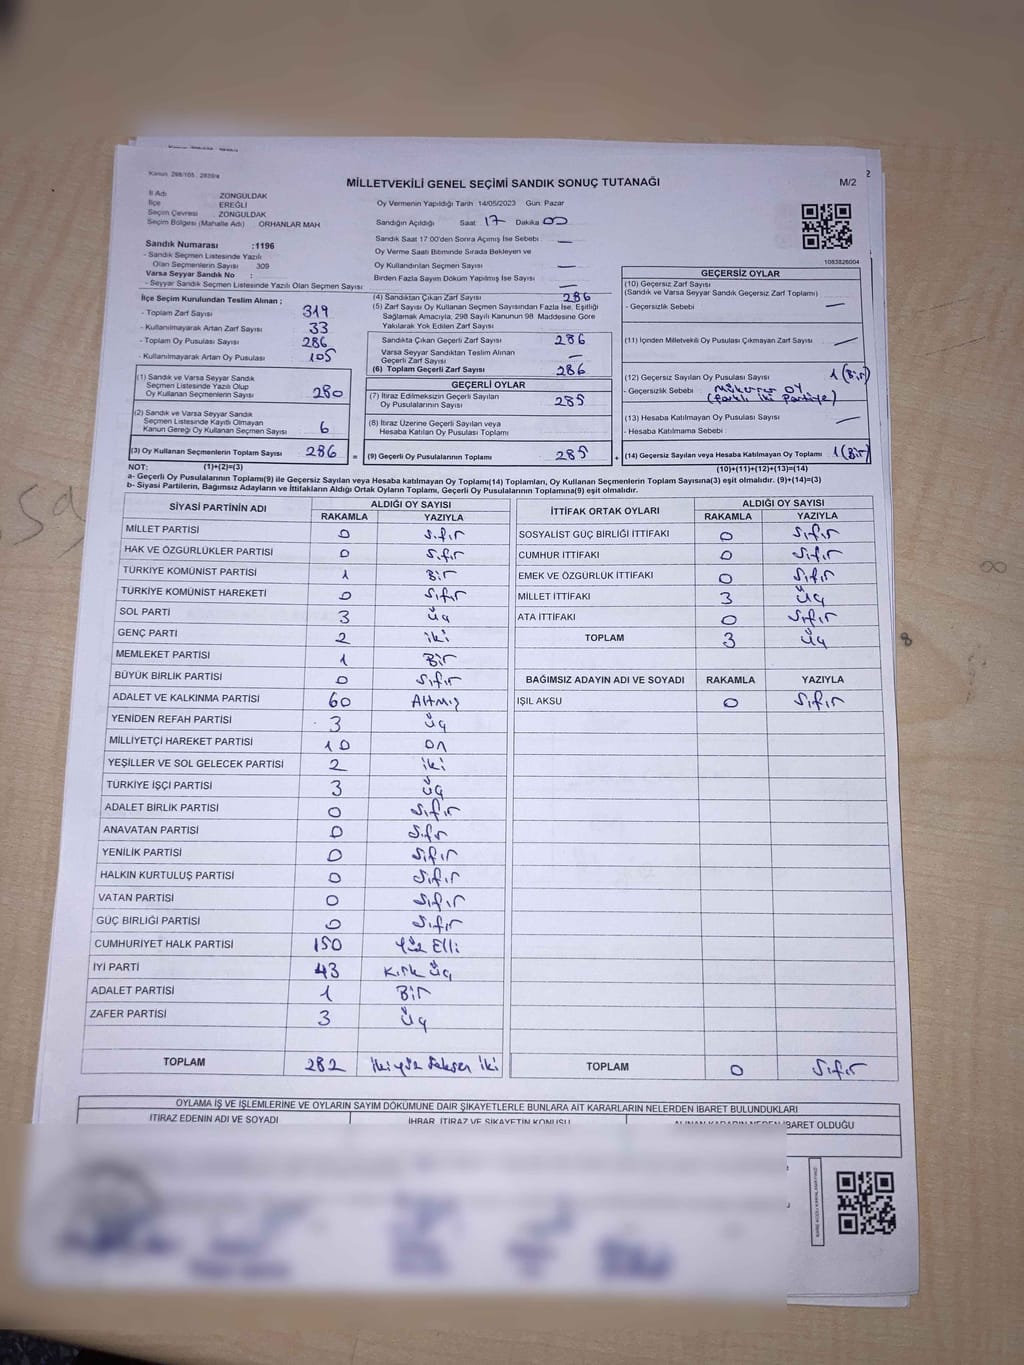 MİLLETVEKİLİ GENEL SEÇİMİ SANDIK SONUÇ TUTANAĞI
M/2
2
İl Adı : ZONGULDAK
İlçe : EREĞLİ
Seçim Çevresi : ZONGULDAK
Seçim Bölgesi (Mahalle Adı) : ORHANLAR MAH
Oy Vermenin Yapıldığı Tarih : 14/05/2023 Gün: Pazar
Sandığın Açıldığı Saat 17 Dakika 00
Sandık Saat 17:00'den Sonra Açılmış İse Sebebi : —
Oy Verme Saati Bitiminde Sırada Bekleyen ve
Oy Kullandırılan Seçmen Sayısı —
Birden Fazla Sayım Döküm Yapılmış İse Sayısı —
1083826004
Sandık Numarası :1196
- Sandık Seçmen Listesinde Yazılı
Olan Seçmenlerin Sayısı 309
Varsa Seyyar Sandık No :
- Seyyar Sandık Seçmen Listesinde Yazılı Olan Seçmen Sayısı
İlçe Seçim Kurulundan Teslim Alınan ;
- Toplam Zarf Sayısı 319
- Kullanılmayarak Artan Zarf Sayısı 33
- Toplam Oy Pusulası Sayısı 286
- Kullanılmayarak Artan Oy Pusulası 105
(1) Sandık ve Varsa Seyyar Sandık
Seçmen Listesinde Yazılı Olup
Oy Kullanan Seçmenlerin Sayısı 280
(2) Sandık ve Varsa Seyyar Sandık
Seçmen Listesinde Kayıtlı Olmayan
Kanun Gereği Oy Kullanan Seçmen Sayısı 6
(3) Oy Kullanan Seçmenlerin Toplam Sayısı 286 =
(4) Sandıktan Çıkan Zarf Sayısı 286
(5) Zarf Sayısı Oy Kullanan Seçmen Sayısından Fazla İse, Eşitliği
Sağlamak Amacıyla, 298 Sayılı Kanunun 98. Maddesine Göre
Yakılarak Yok Edilen Zarf Sayısı
Sandıkta Çıkan Geçerli Zarf Sayısı 286
Varsa Seyyar Sandıktan Teslim Alınan
Geçerli Zarf Sayısı —
(6) Toplam Geçerli Zarf Sayısı 286
GEÇERLİ OYLAR
(7) İtiraz Edilmeksizin Geçerli Sayılan
Oy Pusulalarının Sayısı 285
(8) İtiraz Üzerine Geçerli Sayılan veya
Hesaba Katılan Oy Pusulası Toplamı
(9) Geçerli Oy Pusulalarının Toplamı 285 +
GEÇERSİZ OYLAR
(10) Geçersiz Zarf Sayısı
(Sandık ve Varsa Seyyar Sandık Geçersiz Zarf Toplamı)
- Geçersizlik Sebebi : —
(11) İçinden Milletvekili Oy Pusulası Çıkmayan Zarf Sayısı —
(12) Geçersiz Sayılan Oy Pusulası Sayısı 1 (Bir)
- Geçersizlik Sebebi : Mükerrer oy
(farklı iki partiye)
(13) Hesaba Katılmayan Oy Pusulası Sayısı —
- Hesaba Katılmama Sebebi :
(14) Geçersiz Sayılan veya Hesaba Katılmayan Oy Toplamı 1 (Bir)
NOT: (1)+(2)=(3) (10)+(11)+(12)+(13)=(14)
a- Geçerli Oy Pusulalarının Toplamı(9) ile Geçersiz Sayılan veya Hesaba katılmayan Oy Toplamı(14) Toplamları, Oy Kullanan Seçmenlerin Toplam Sayısına(3) eşit olmalıdır. (9)+(14)=(3)
b- Siyasi Partilerin, Bağımsız Adayların ve İttifakların Aldığı Ortak Oyların Toplamı, Geçerli Oy Pusulalarının Toplamına(9) eşit olmalıdır.
SİYASİ PARTİNİN ADI ALDIĞI OY SAYISI
RAKAMLA YAZIYLA
MİLLET PARTİSİ 0 Sıfır
HAK VE ÖZGÜRLÜKLER PARTİSİ 0 Sıfır
TÜRKİYE KOMÜNİST PARTİSİ 1 Bir
TÜRKİYE KOMÜNİST HAREKETİ 0 Sıfır
SOL PARTİ 3 Üç
GENÇ PARTİ 2 iki
MEMLEKET PARTİSİ 1 Bir
BÜYÜK BİRLİK PARTİSİ 0 Sıfır
ADALET VE KALKINMA PARTİSİ 60 Altmış
YENİDEN REFAH PARTİSİ 3 Üç
MİLLİYETÇİ HAREKET PARTİSİ 10 On
YEŞİLLER VE SOL GELECEK PARTİSİ 2 iki
TÜRKİYE İŞÇİ PARTİSİ 3 Üç
ADALET BİRLİK PARTİSİ 0 Sıfır
ANAVATAN PARTİSİ 0 Sıfır
YENİLİK PARTİSİ 0 Sıfır
HALKIN KURTULUŞ PARTİSİ 0 Sıfır
VATAN PARTİSİ 0 Sıfır
GÜÇ BİRLİĞİ PARTİSİ 0 Sıfır
CUMHURİYET HALK PARTİSİ 150 Yüz Elli
İYİ PARTİ 43 Kırk Üç
ADALET PARTİSİ 1 Bir
ZAFER PARTİSİ 3 Üç
TOPLAM 282 İkiyüz Seksen iki
İTTİFAK ORTAK OYLARI ALDIĞI OY SAYISI
RAKAMLA YAZIYLA
SOSYALİST GÜÇ BİRLİĞİ İTTİFAKI 0 Sıfır
CUMHUR İTTİFAKI 0 Sıfır
EMEK VE ÖZGÜRLÜK İTTİFAKI 0 Sıfır
MİLLET İTTİFAKI 3 Üç
ATA İTTİFAKI 0 Sıfır
TOPLAM 3 Üç
BAĞIMSIZ ADAYIN ADI VE SOYADI RAKAMLA YAZIYLA
IŞIL AKSU 0 Sıfır
TOPLAM 0 Sıfır
OYLAMA İŞ VE İŞLEMLERİNE VE OYLARIN SAYIM DÖKÜMÜNE DAİR ŞİKAYETLERLE BUNLARA AİT KARARLARIN NELERDEN İBARET BULUNDUKLARI
İTİRAZ EDENİN ADI VE SOYADI İHBAR, İTİRAZ VE ŞİKAYETİN KONUSU İBARET OLDUĞU